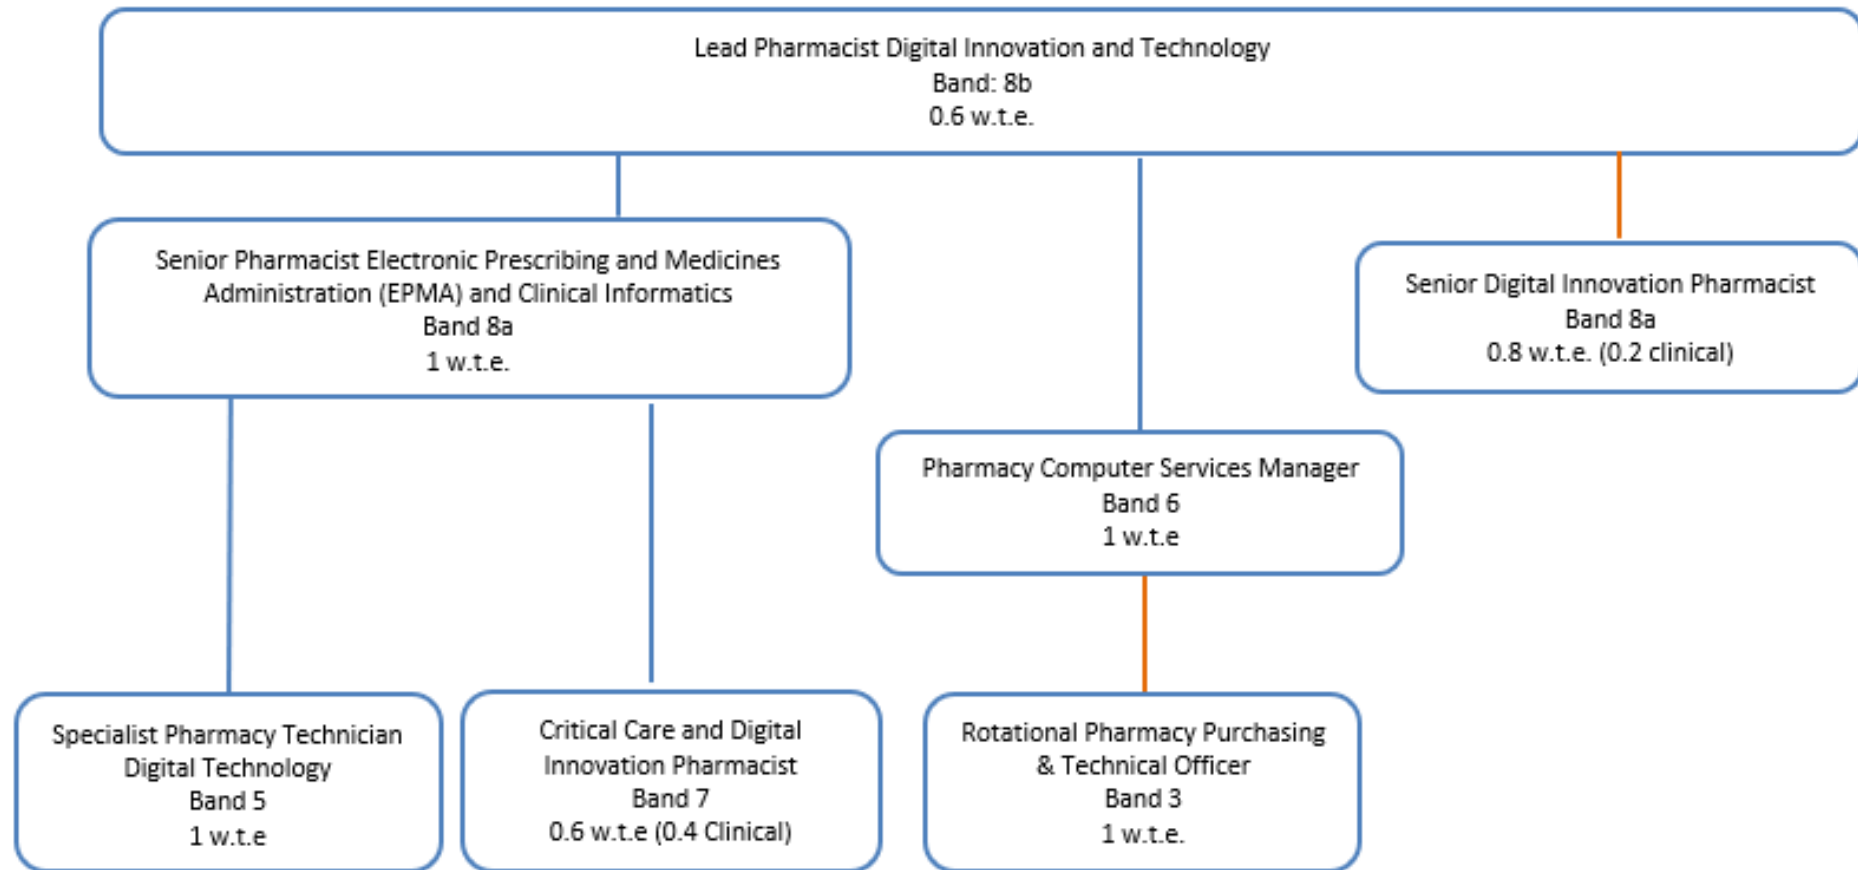 Lead Pharmacist Digital Innovation and Technology
Band: 8b
0.6 w.t.e.
Senior Pharmacist Electronic Prescribing and Medicines
Administration (EPMA) and Clinical Informatics
Band 8a
1 w.t.e.
Senior Digital Innovation Pharmacist
Band 8a
0.8 w.t.e. (0.2 clinical)
Pharmacy Computer Services Manager
Band 6
1 w.t.e
Specialist Pharmacy Technician
Digital Technology
Band 5
1 w.t.e
Critical Care and Digital
Innovation Pharmacist
Band 7
0.6 w.t.e (0.4 Clinical)
Rotational Pharmacy Purchasing
& Technical Officer
Band 3
1 w.t.e.